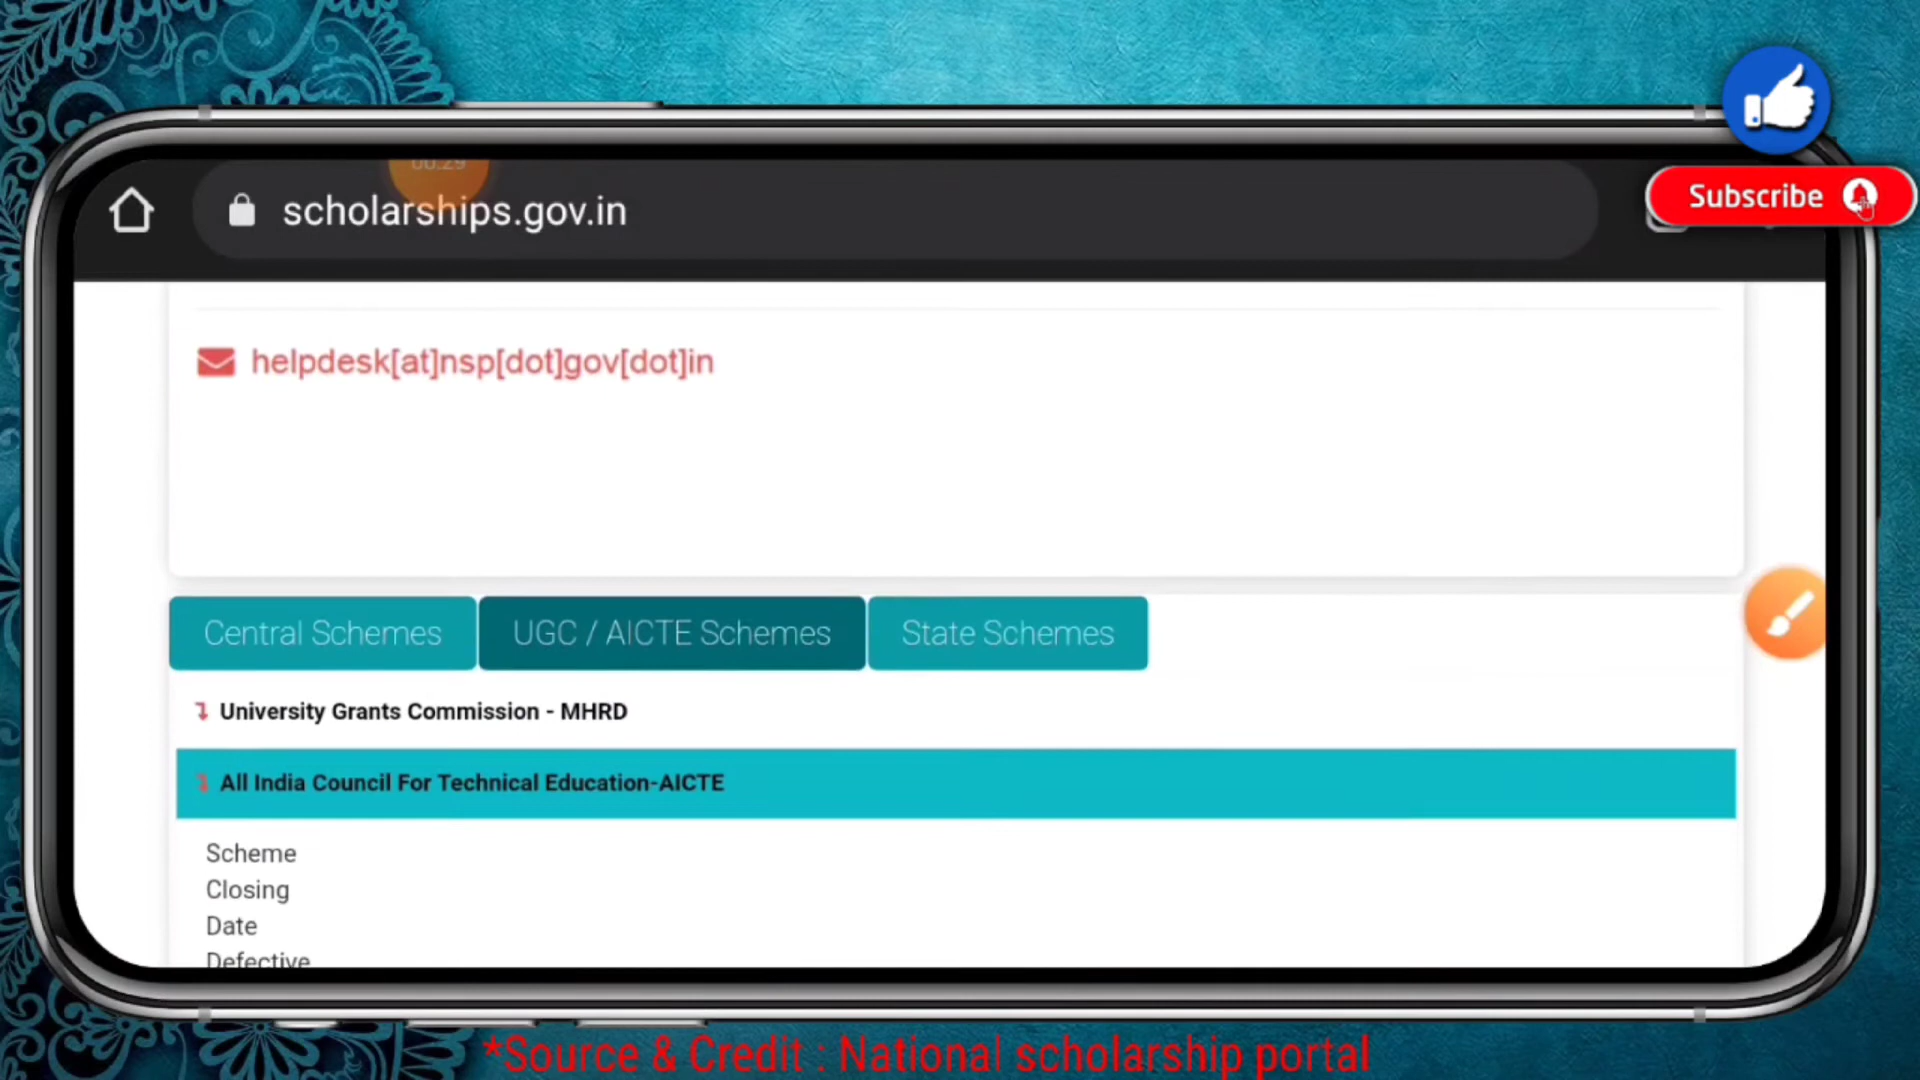 06:29
scholarships.gov.in
Subscribe
helpdesk[at]nsp[dot]gov[dot]in
Central Schemes
UGC / AICTE Schemes
State Schemes
University Grants Commission - MHRD
All India Council For Technical Education-AICTE
Scheme
Closing
Date
Defective
*Source & Credit : National scholarship portal